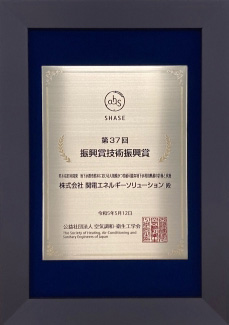 abs
SHASE
第37回
振興賞技術振興賞
株式会社 関電エネルギーソリューション 殿
令和5年5月12日
公益社団法人 空気調和・衛生工学会
The Society of Heating, Air-Conditioning and
Sanitary Engineers of Japan